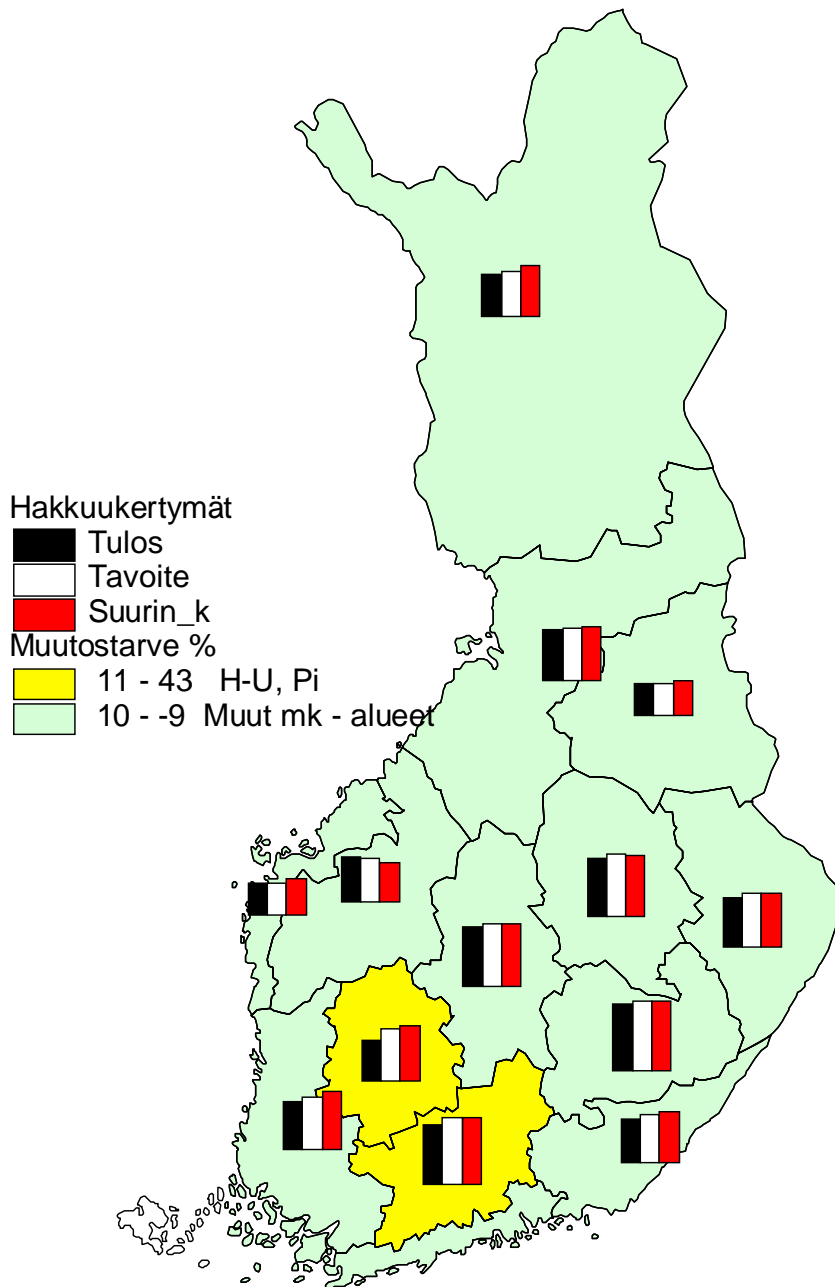 Hakkuukertymät
Tulos
Tavoite
Suurin_k
Muutostarve %
11 - 43 H-U, Pi
10 - -9 Muut mk - alueet